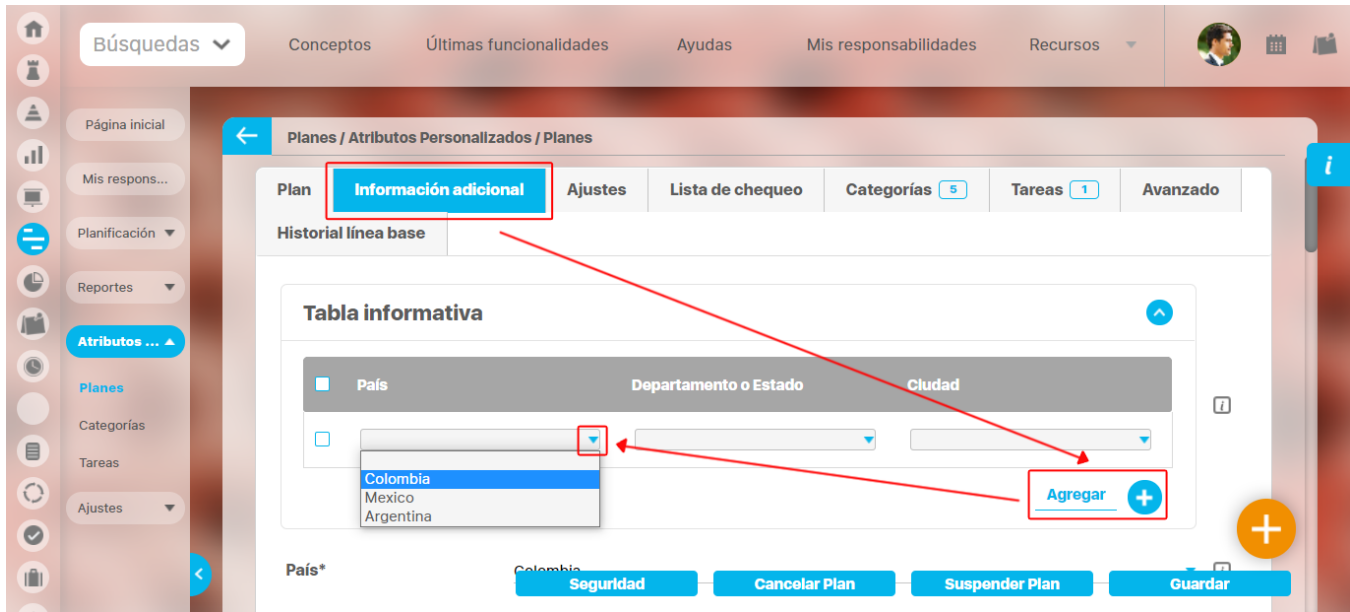 Búsquedas
Conceptos
Últimas funcionalidades
Ayudas
Mis responsabilidades
Recursos
Página inicial
Mis respons...
Planificación
Reportes
Atributos ...
Planes
Categorías
Tareas
Ajustes
Planes / Atributos Personalizados / Planes
Plan
Información adicional
Ajustes
Lista de chequeo
Categorías 5
Tareas 1
Avanzado
Historial línea base
Tabla informativa
País
Departamento o Estado
Ciudad
Colombia
Mexico
Argentina
Agregar
País*
Colombia
Seguridad
Cancelar Plan
Suspender Plan
Guardar